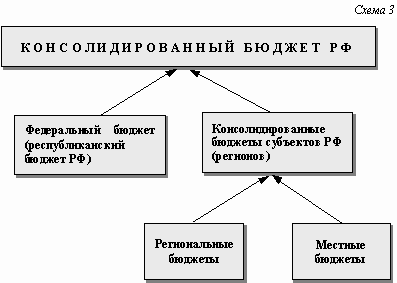 Схема 3
КОНСОЛИДИРОВАННЫЙ БЮДЖЕТ РФ
Федеральный бюджет
(республиканский
бюджет РФ)
Консолидированные
бюджеты субъектов РФ
(регионов)
Региональные
бюджеты
Местные
бюджеты